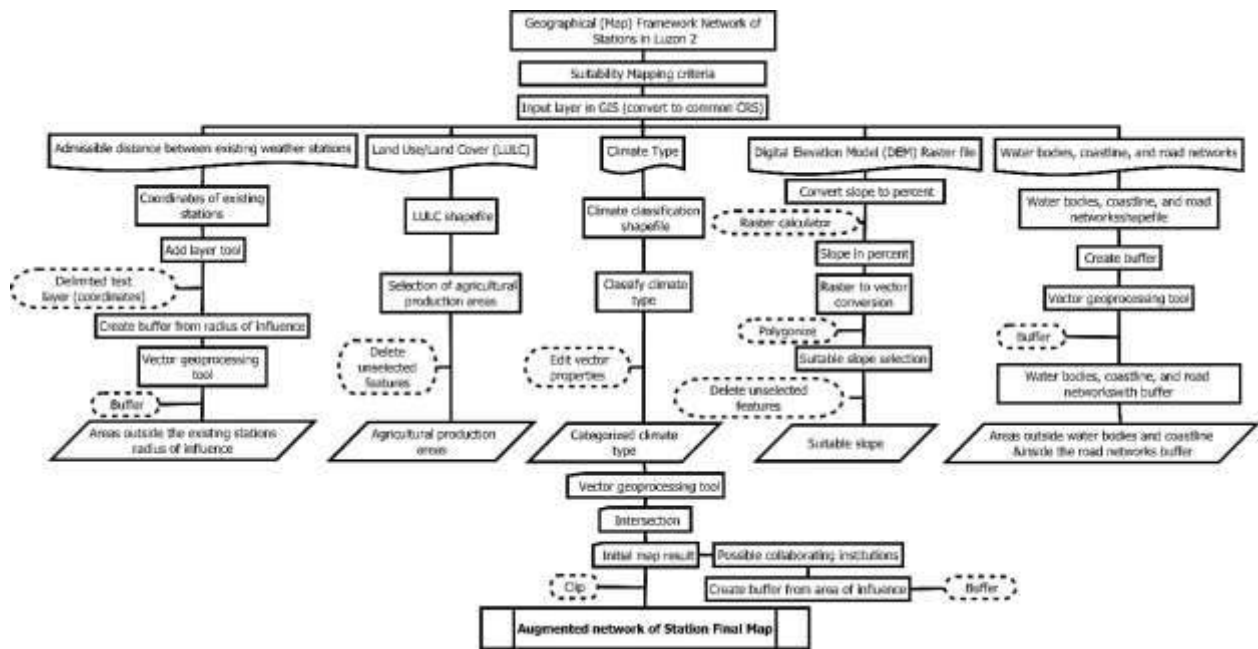 Geographical (Map) Framework Network of
Stations in Luzon 2
Suitability Mapping criteria
Input layer in GIS (convert to common CRS)
Admissible distance between existing weather stations
Coordinates of existing
stations
Add layer tool
Delimited text
layer (coordinates)
Create buffer from radius of influence
Vector geoprocessing
tool
Buffer
Areas outside the existing stations
radius of influence
Land Use/Land Cover (LULC)
LULC shapefile
Selection of agricultural
production areas
Delete
unselected
features
Agricultural production
areas
Climate Type
Climate classification
shapefile
Classify climate
type
Edit vector
properties
Categorized climate
type
Digital Elevation Model (DEM) Raster file
Convert slope to percent
Raster calculator
Slope in percent
Raster to vector
conversion
Polygonize
Suitable slope selection
Delete unselected
features
Suitable slope
Water bodies, coastline, and road networks
Water bodies, coastline, and road
networksshapefile
Create buffer
Vector geoprocessing tool
Buffer
Water bodies, coastline, and road
networkswith buffer
Areas outside water bodies and coastline
&inside the road networks buffer
Vector geoprocessing tool
Intersection
Initial map result
Possible collaborating institutions
Clip
Create buffer from area of influence
Buffer
Augmented network of Station Final Map